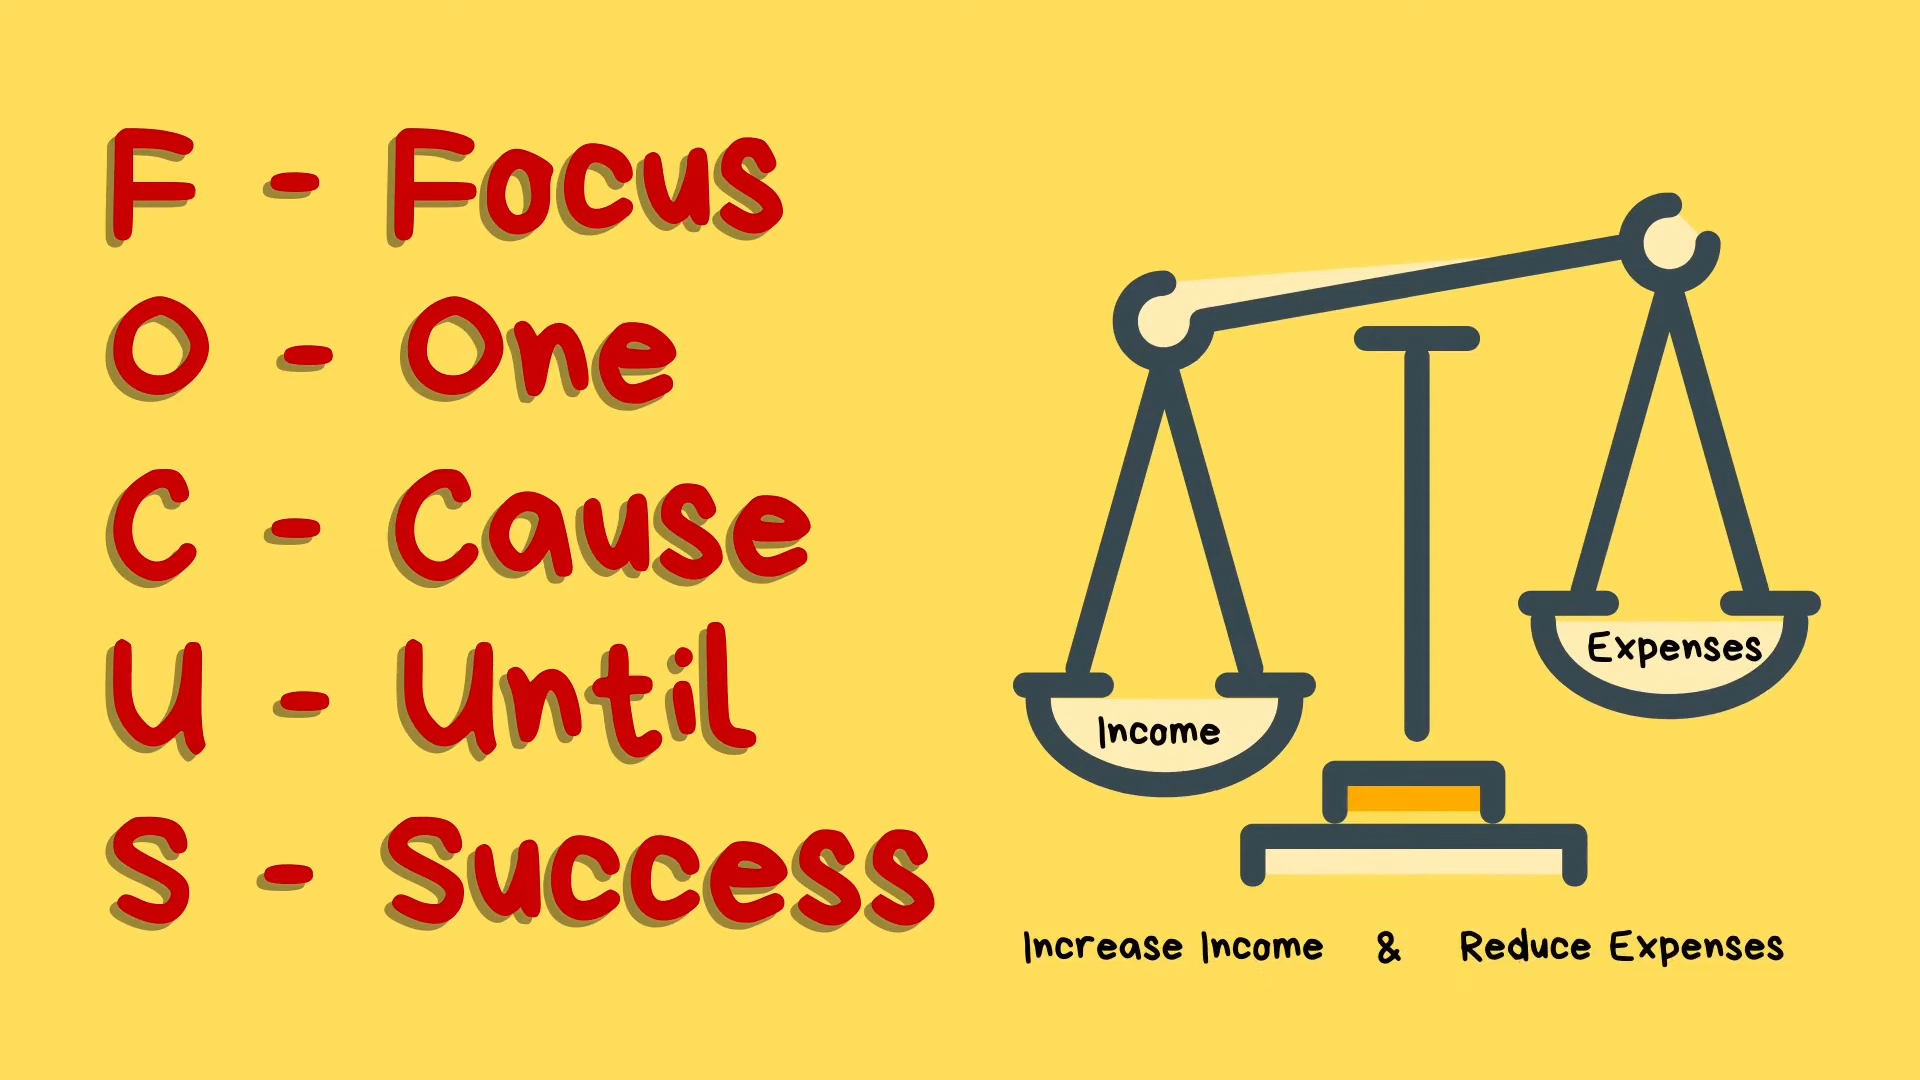 F - Focus
O - One
C - Cause
U - Until
S - Success
Expenses
Income
Increase Income & Reduce Expenses